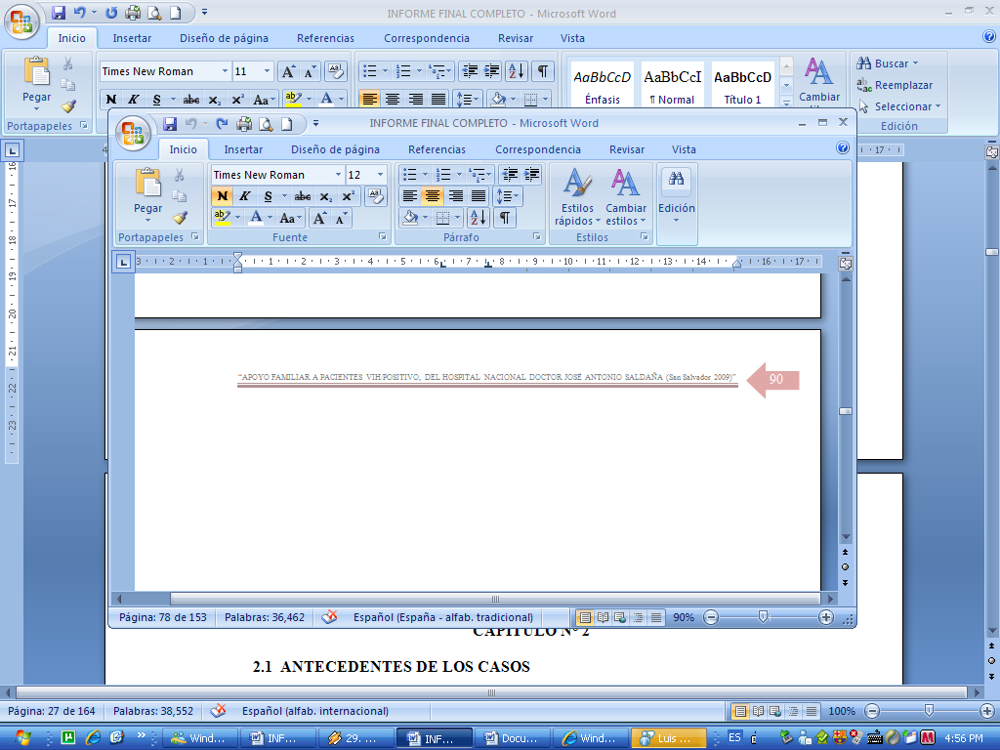 INFORME FINAL COMPLETO - Microsoft Word
Inicio Insertar Diseño de página Referencias Correspondencia Revisar Vista
Pegar
Times New Roman 11
N K S abc x₂ x² Aa
AaBbCcD AaBbCcI AaBbCcD
Énfasis ¶ Normal Título 1
Cambiar
Buscar
Reemplazar
Seleccionar
Portapapeles Edición
INFORME FINAL COMPLETO - Microsoft Word
Inicio Insertar Diseño de página Referencias Correspondencia Revisar Vista
Pegar
Times New Roman 12
N K S abc x₂ x²
Aa
Estilos rápidos
Cambiar estilos
Edición
Portapapeles Fuente Párrafo Estilos
3 2 1 1 2 3 4 5 6 7 8 9 10 11 12 13 14 16 17
"APOYO FAMILIAR A PACIENTES VIH/POSITIVO, DEL HOSPITAL NACIONAL DOCTOR JOSÉ ANTONIO SALDAÑA (San Salvador 2009)"
90
Página: 78 de 153 Palabras: 36,462 Español (España - alfab. tradicional) 90%
CAPITULO N° 2
2.1 ANTECEDENTES DE LOS CASOS
Página: 27 de 164 Palabras: 38,552 Español (alfab. internacional) 100%
Wind... INF... 29. ... INF... Docu... Wind... Luis ... ES 4:56 PM